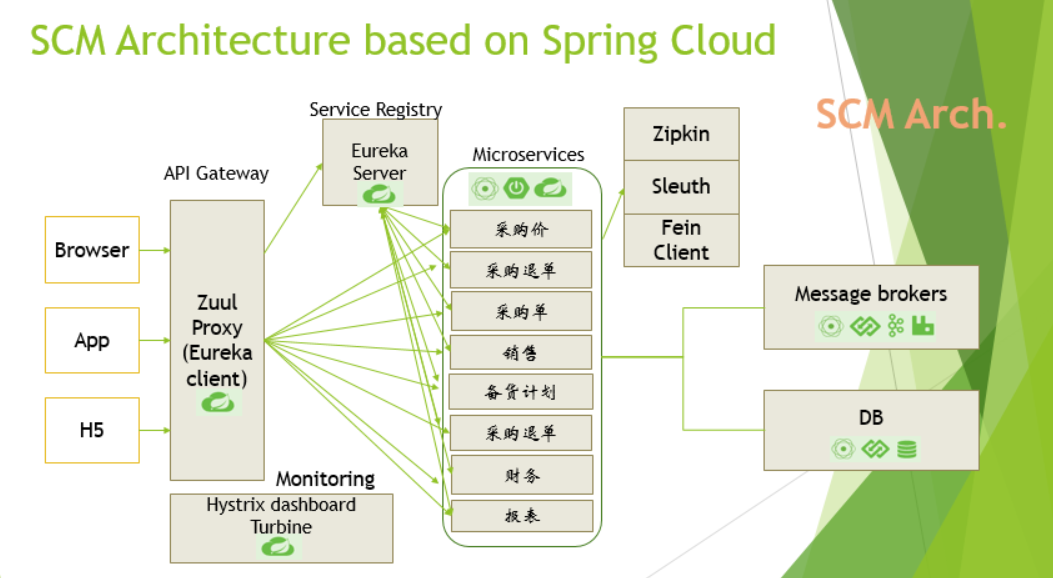 SCM Architecture based on Spring Cloud
SCM Arch.
Service Registry
Eureka
Server
API Gateway
Microservices
Zipkin
Sleuth
Fein
Client
Browser
App
H5
Zuul
Proxy
(Eureka
client)
采购价
采购退单
采购单
销售
备货计划
采购退单
财务
报表
Message brokers
DB
Monitoring
Hystrix dashboard
Turbine